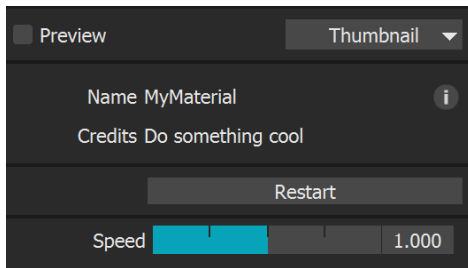 Preview Thumbnail
Name MyMaterial i
Credits Do something cool
Restart
Speed 1.000